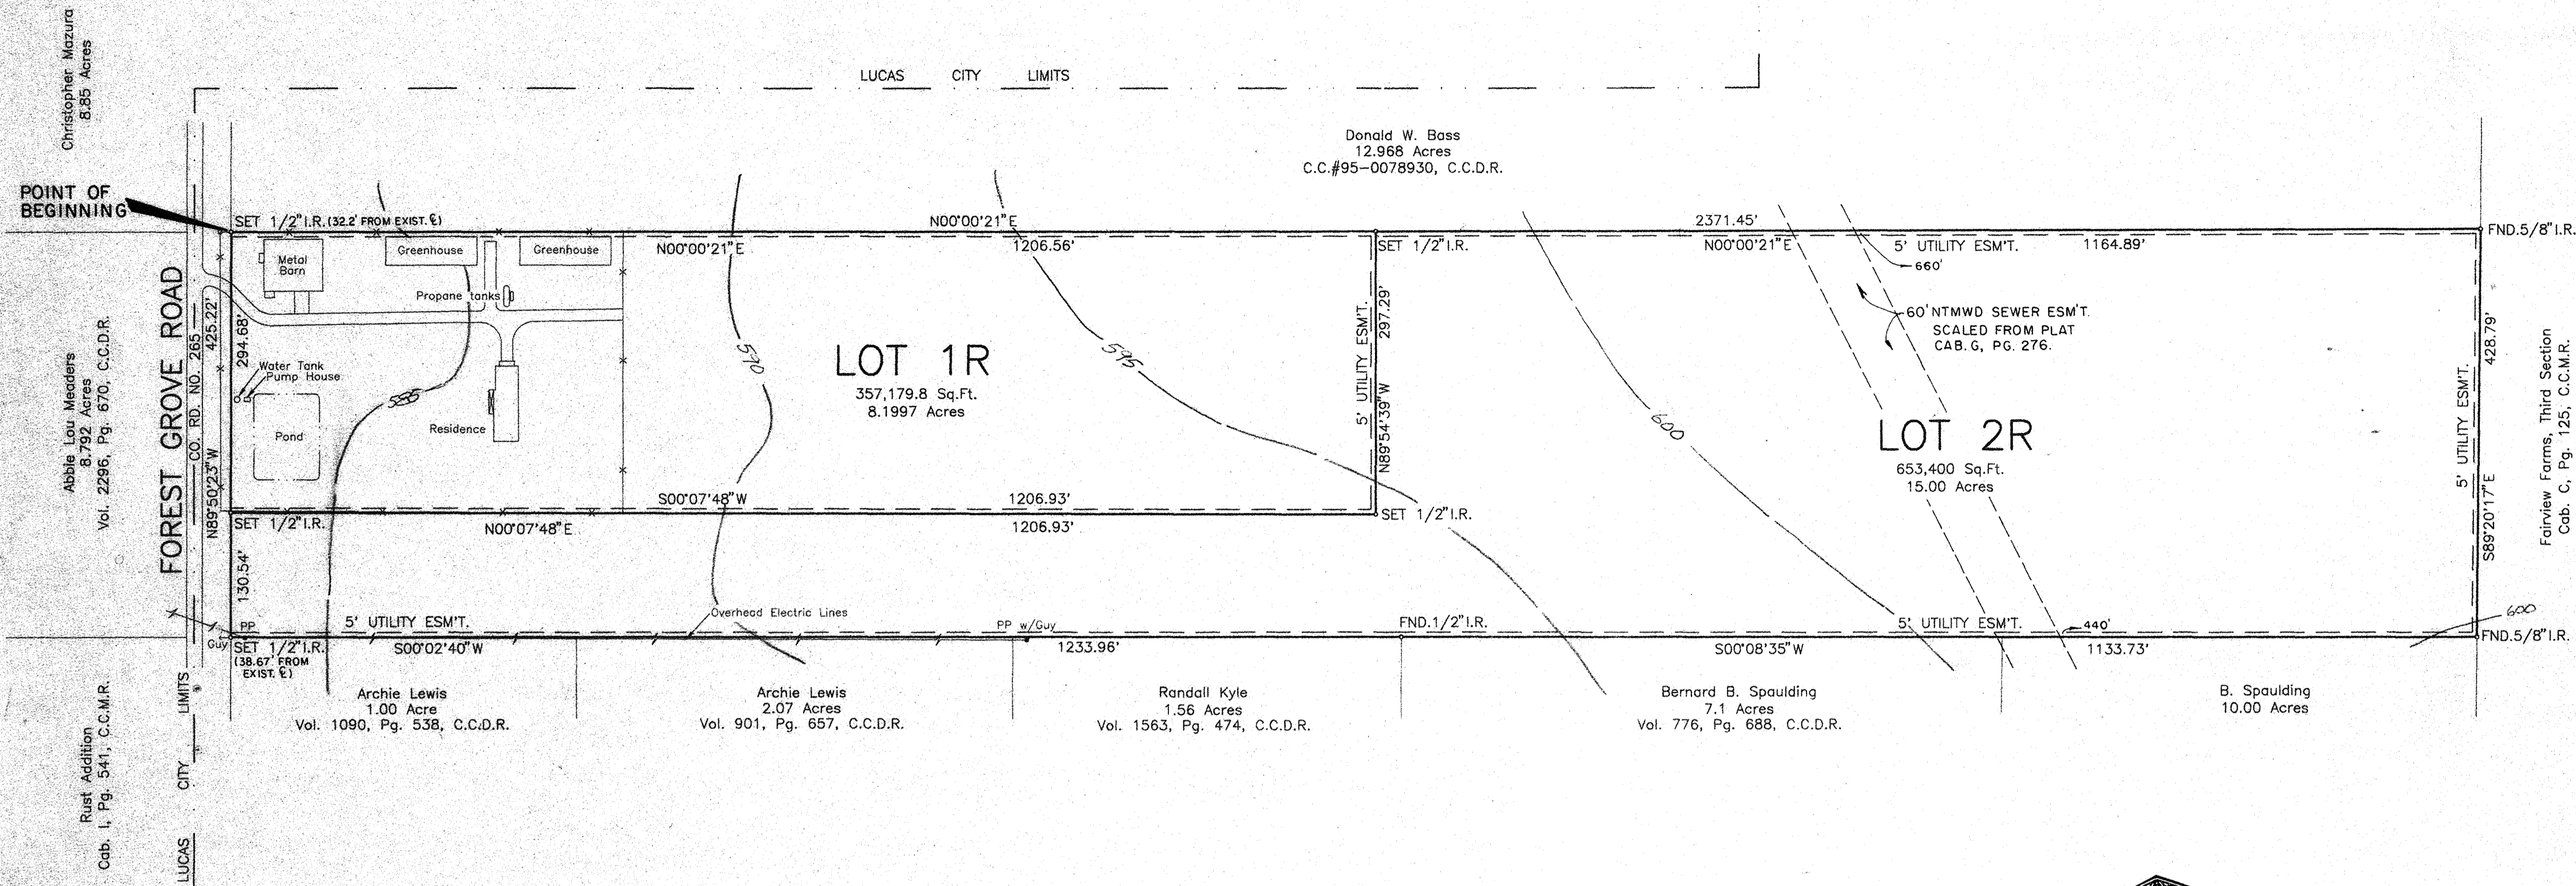 Christopher Mazura
8.85 Acres
LUCAS CITY LIMITS
Donald W. Bass
12.968 Acres
C.C.#95-0078930, C.C.D.R.
POINT OF
BEGINNING
SET 1/2"I.R.(32.2' FROM EXIST. ℄)
N00°00'21"E
2371.45'
N00°00'21"E
1206.56'
SET 1/2"I.R.
N00°00'21"E
5' UTILITY ESM'T.
1164.89'
FND.5/8"I.R.
660'
Metal
Barn
Greenhouse
Greenhouse
Propane tanks
Water Tank
Pump House
Pond
Residence
585
590
595
600
LOT 1R
357,179.8 Sq.Ft.
8.1997 Acres
5' UTILITY ESM'T.
297.29'
N89°54'39"W
60' NTMWD SEWER ESM'T.
SCALED FROM PLAT
CAB.G, PG. 276.
LOT 2R
653,400 Sq.Ft.
15.00 Acres
5' UTILITY ESM'T.
428.79'
S89°20'17"E
Fairview Farms, Third Section
Cab. C, Pg. 125, C.C.M.R.
Abbie Lou Meaders
8.792 Acres
Vol. 2296, Pg. 670, C.C.D.R.
FOREST GROVE ROAD
CO. RD. NO. 265
425.22'
N89°50'23"W
294.68'
130.54'
SET 1/2"I.R.
S00°07'48"W
1206.93'
N00°07'48"E
1206.93'
SET 1/2"I.R.
PP
Guy
5' UTILITY ESM'T.
Overhead Electric Lines
PP w/Guy
FND.1/2"I.R.
5' UTILITY ESM'T.
440'
600
FND.5/8"I.R.
SET 1/2"I.R.
(38.67' FROM
EXIST. ℄)
S00°02'40"W
1233.96'
S00°08'35"W
1133.73'
Archie Lewis
1.00 Acre
Vol. 1090, Pg. 538, C.C.D.R.
Archie Lewis
2.07 Acres
Vol. 901, Pg. 657, C.C.D.R.
Randall Kyle
1.56 Acres
Vol. 1563, Pg. 474, C.C.D.R.
Bernard B. Spaulding
7.1 Acres
Vol. 776, Pg. 688, C.C.D.R.
B. Spaulding
10.00 Acres
Rust Addition
Cab. I, Pg. 541, C.C.M.R.
LUCAS CITY LIMITS